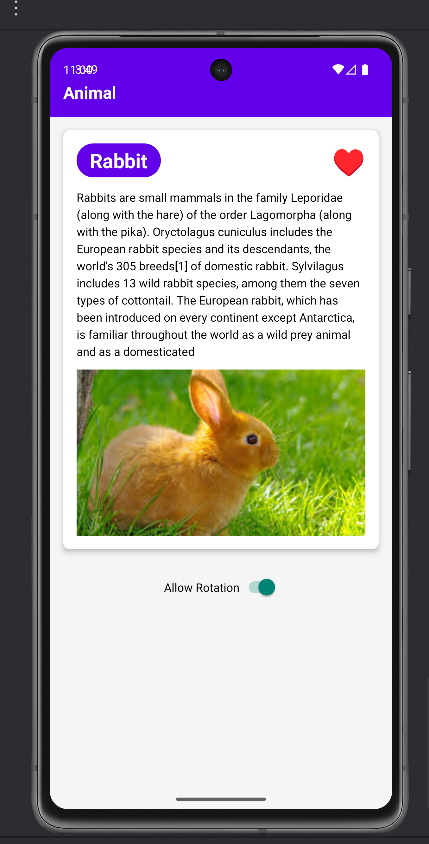 Animal
Rabbit
Rabbits are small mammals in the family Leporidae
(along with the hare) of the order Lagomorpha (along
with the pika). Oryctolagus cuniculus includes the
European rabbit species and its descendants, the
world's 305 breeds[1] of domestic rabbit. Sylvilagus
includes 13 wild rabbit species, among them the seven
types of cottontail. The European rabbit, which has
been introduced on every continent except Antarctica,
is familiar throughout the world as a wild prey animal
and as a domesticated
Allow Rotation